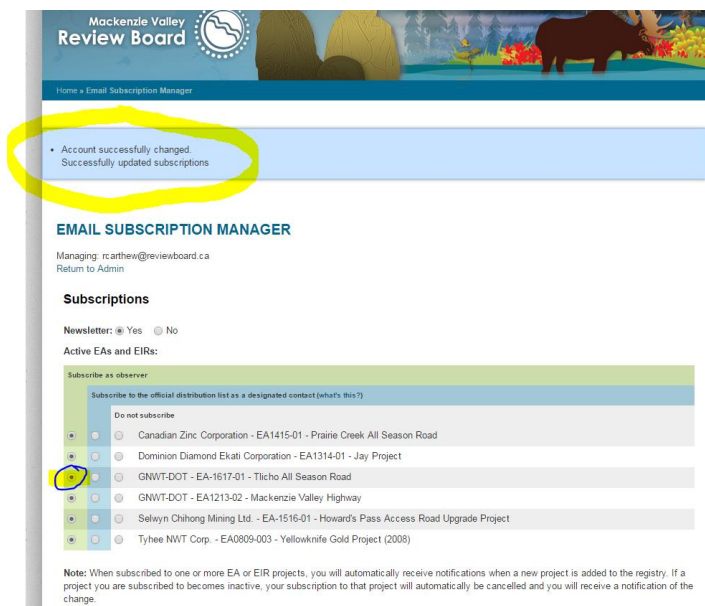 Mackenzie Valley
Review Board
Home » Email Subscription Manager
• Account successfully changed.
Successfully updated subscriptions
EMAIL SUBSCRIPTION MANAGER
Managing: rcarthew@reviewboard.ca
Return to Admin
Subscriptions
Newsletter: Yes No
Active EAs and EIRs:
Subscribe as observer
Subscribe to the official distribution list as a designated contact (what's this?)
Do not subscribe
Canadian Zinc Corporation - EA1415-01 - Prairie Creek All Season Road
Dominion Diamond Ekati Corporation - EA1314-01 - Jay Project
GNWT-DOT - EA-1617-01 - Tlicho All Season Road
GNWT-DOT - EA1213-02 - Mackenzie Valley Highway
Selwyn Chihong Mining Ltd. - EA-1516-01 - Howard's Pass Access Road Upgrade Project
Tyhee NWT Corp. - EA0809-003 - Yellowknife Gold Project (2008)
Note: When subscribed to one or more EA or EIR projects, you will automatically receive notifications when a new project is added to the registry. If a
project you are subscribed to becomes inactive, your subscription to that project will automatically be cancelled and you will receive a notification of the
change.